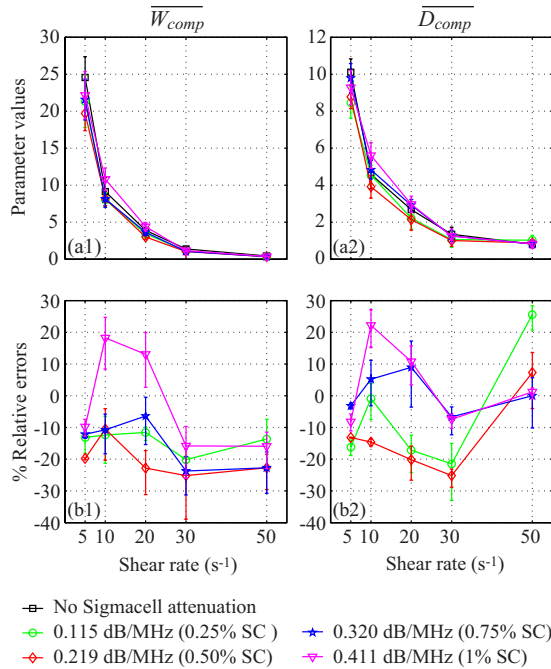 W_comp
D_comp
Parameter values
30
25
20
15
10
5
0
(a1)
12
10
8
6
4
2
0
(a2)
% Relative errors
30
20
10
0
-10
-20
-30
-40
(b1)
5 10 20 30 50
Shear rate (s⁻¹)
30
20
10
0
-10
-20
-30
-40
(b2)
5 10 20 30 50
Shear rate (s⁻¹)
No Sigmacell attenuation
0.115 dB/MHz (0.25% SC )
0.219 dB/MHz (0.50% SC)
0.320 dB/MHz (0.75% SC)
0.411 dB/MHz (1% SC)